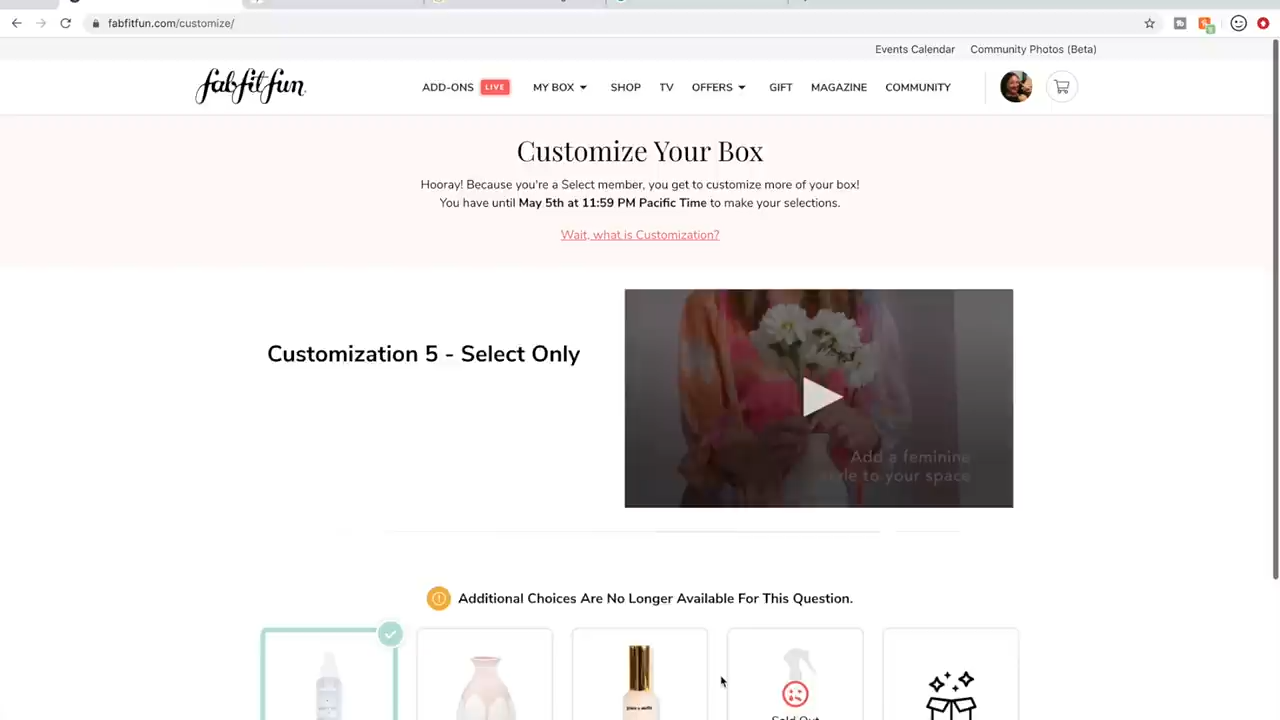 fabfitfun.com/customize/
Events Calendar Community Photos (Beta)
fabfitfun
ADD-ONS LIVE MY BOX SHOP TV OFFERS GIFT MAGAZINE COMMUNITY
Customize Your Box
Hooray! Because you're a Select member, you get to customize more of your box!
You have until May 5th at 11:59 PM Pacific Time to make your selections.
Wait, what is Customization?
Customization 5 - Select Only
Add a feminine
style to your space
Additional Choices Are No Longer Available For This Question.
Sold Out